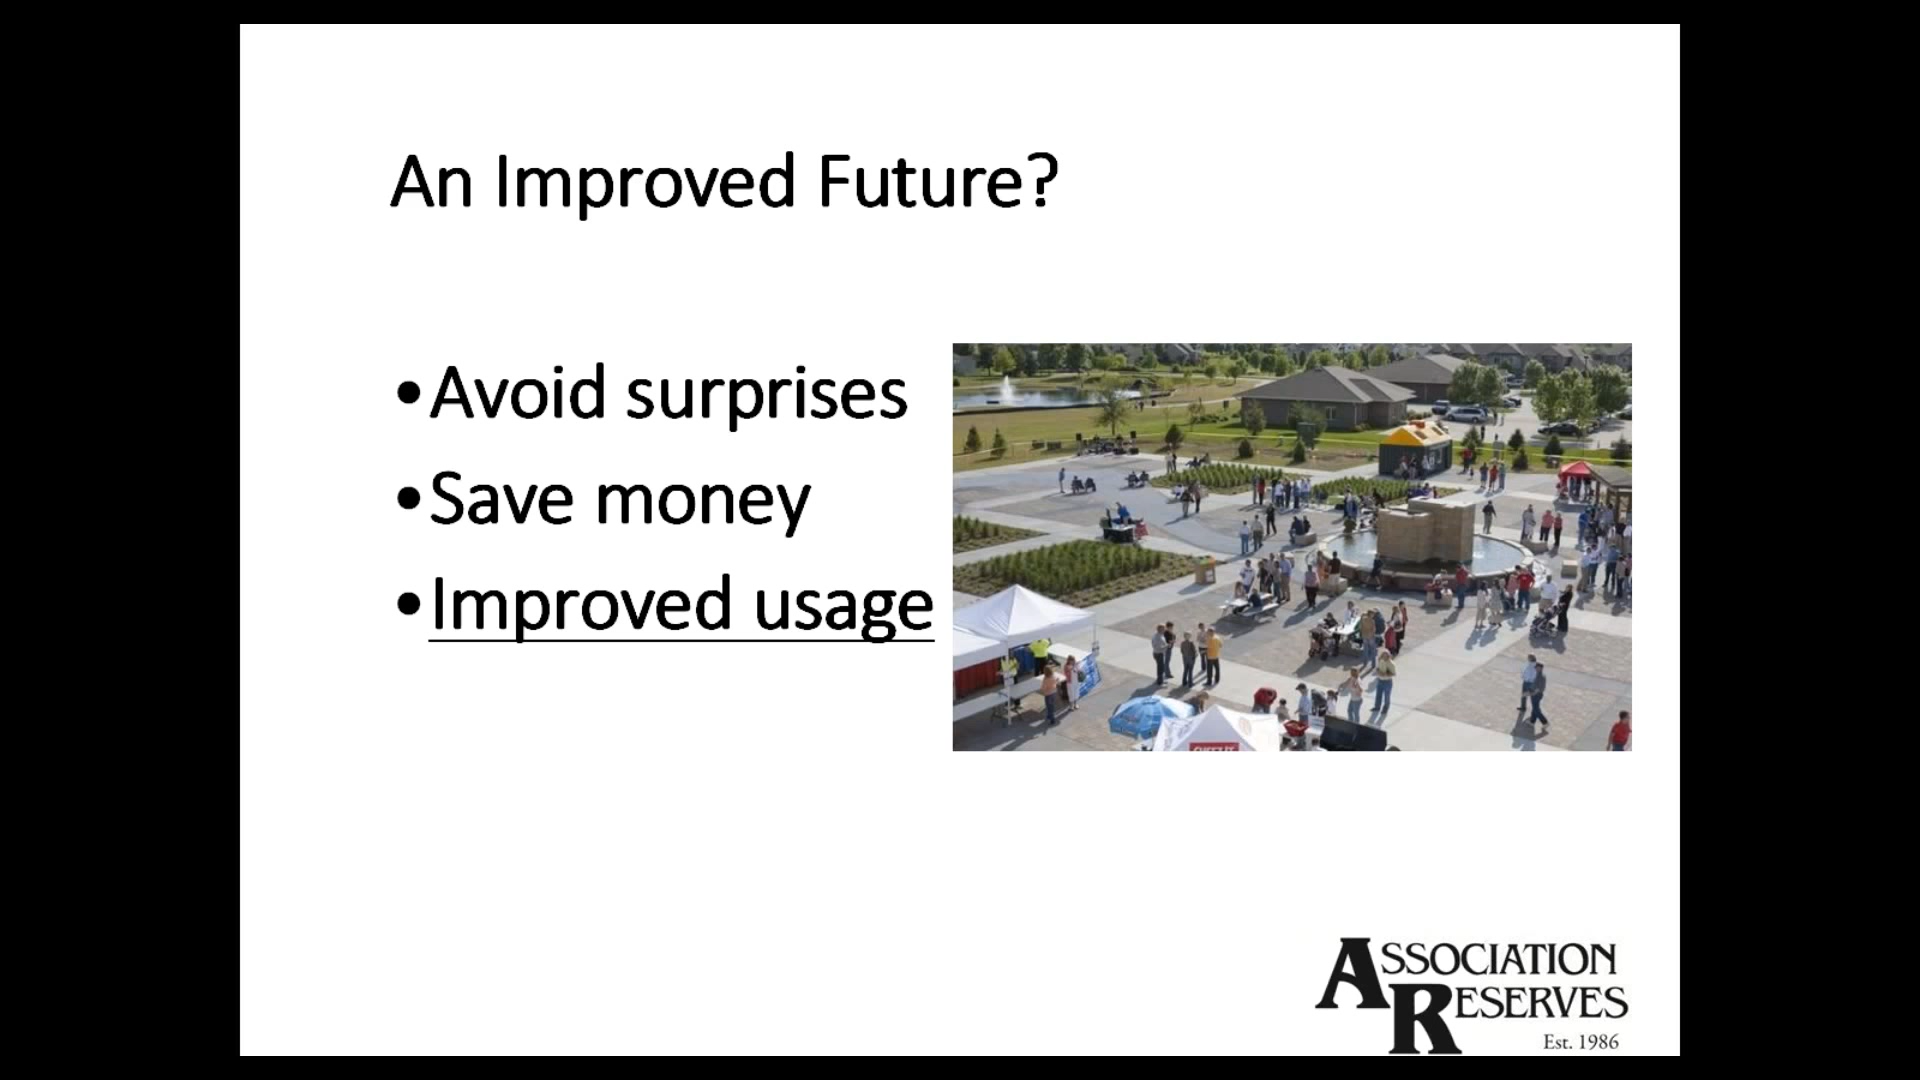 An Improved Future?
•Avoid surprises
•Save money
•Improved usage
ASSOCIATION
RESERVES
Est. 1986